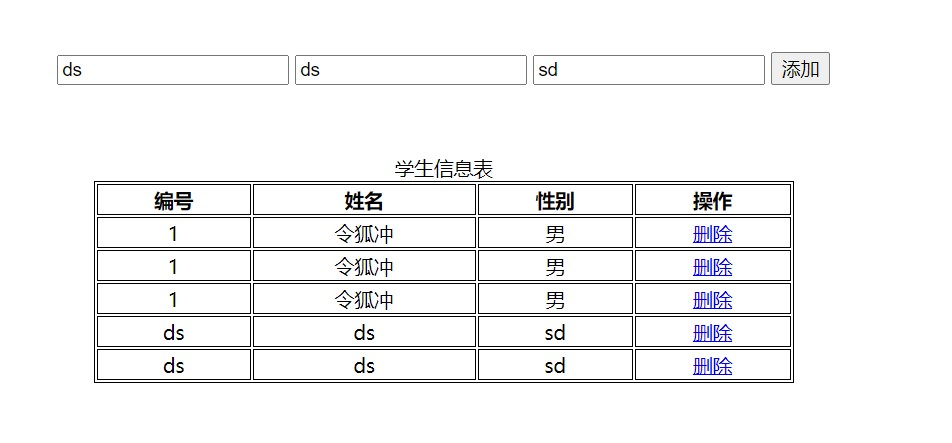 ds ds sd 添加
学生信息表
编号 姓名 性别 操作
1 令狐冲 男 删除
1 令狐冲 男 删除
1 令狐冲 男 删除
ds ds sd 删除
ds ds sd 删除